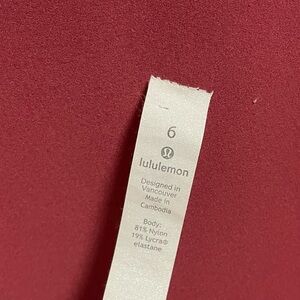 6
lululemon
Designed in
Vancouver
Made in
Cambodia
Body:
81% Nylon
19% Lycra®
elastane